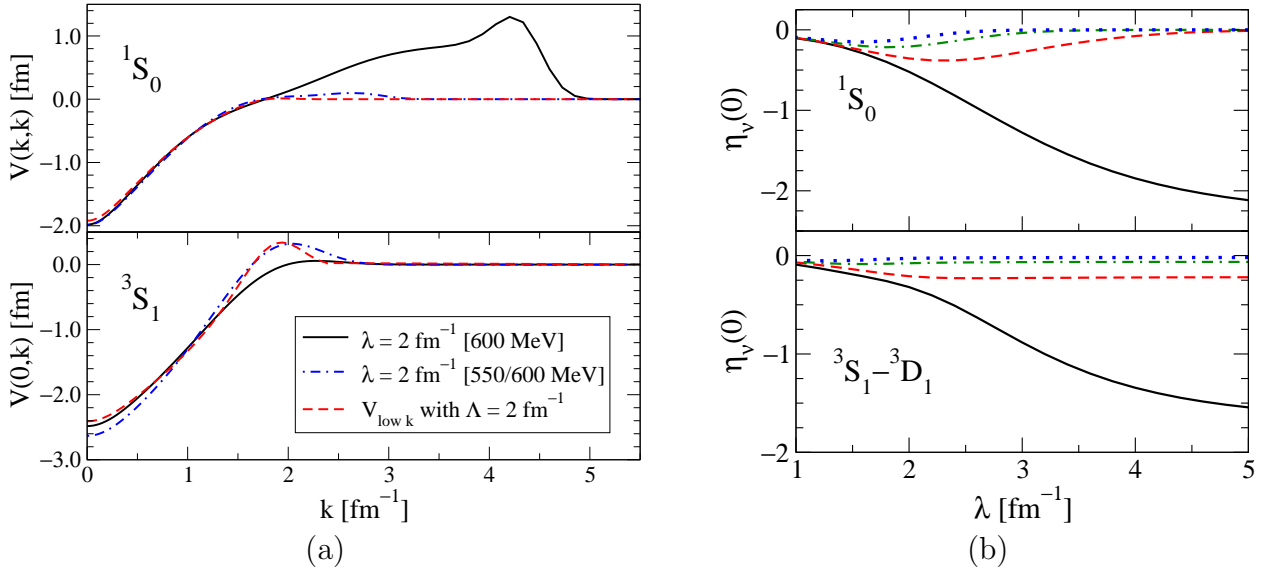 1.0
0.0
−1.0
−2.0
V(k,k) [fm]
¹S₀
0.0
−1.0
−2.0
−3.0
V(0,k) [fm]
³S₁
λ = 2 fm⁻¹ [600 MeV]
λ = 2 fm⁻¹ [550/600 MeV]
V_low k with Λ = 2 fm⁻¹
0 1 2 3 4 5
k [fm⁻¹]
(a)
0
−1
−2
η_ν(0)
¹S₀
0
−1
−2
η_ν(0)
³S₁−³D₁
1 2 3 4 5
λ [fm⁻¹]
(b)